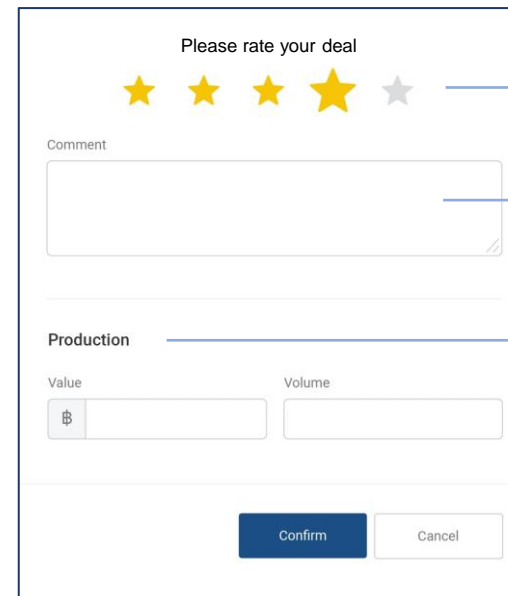 Please rate your deal
Comment
Production
Value Volume
฿
Confirm Cancel